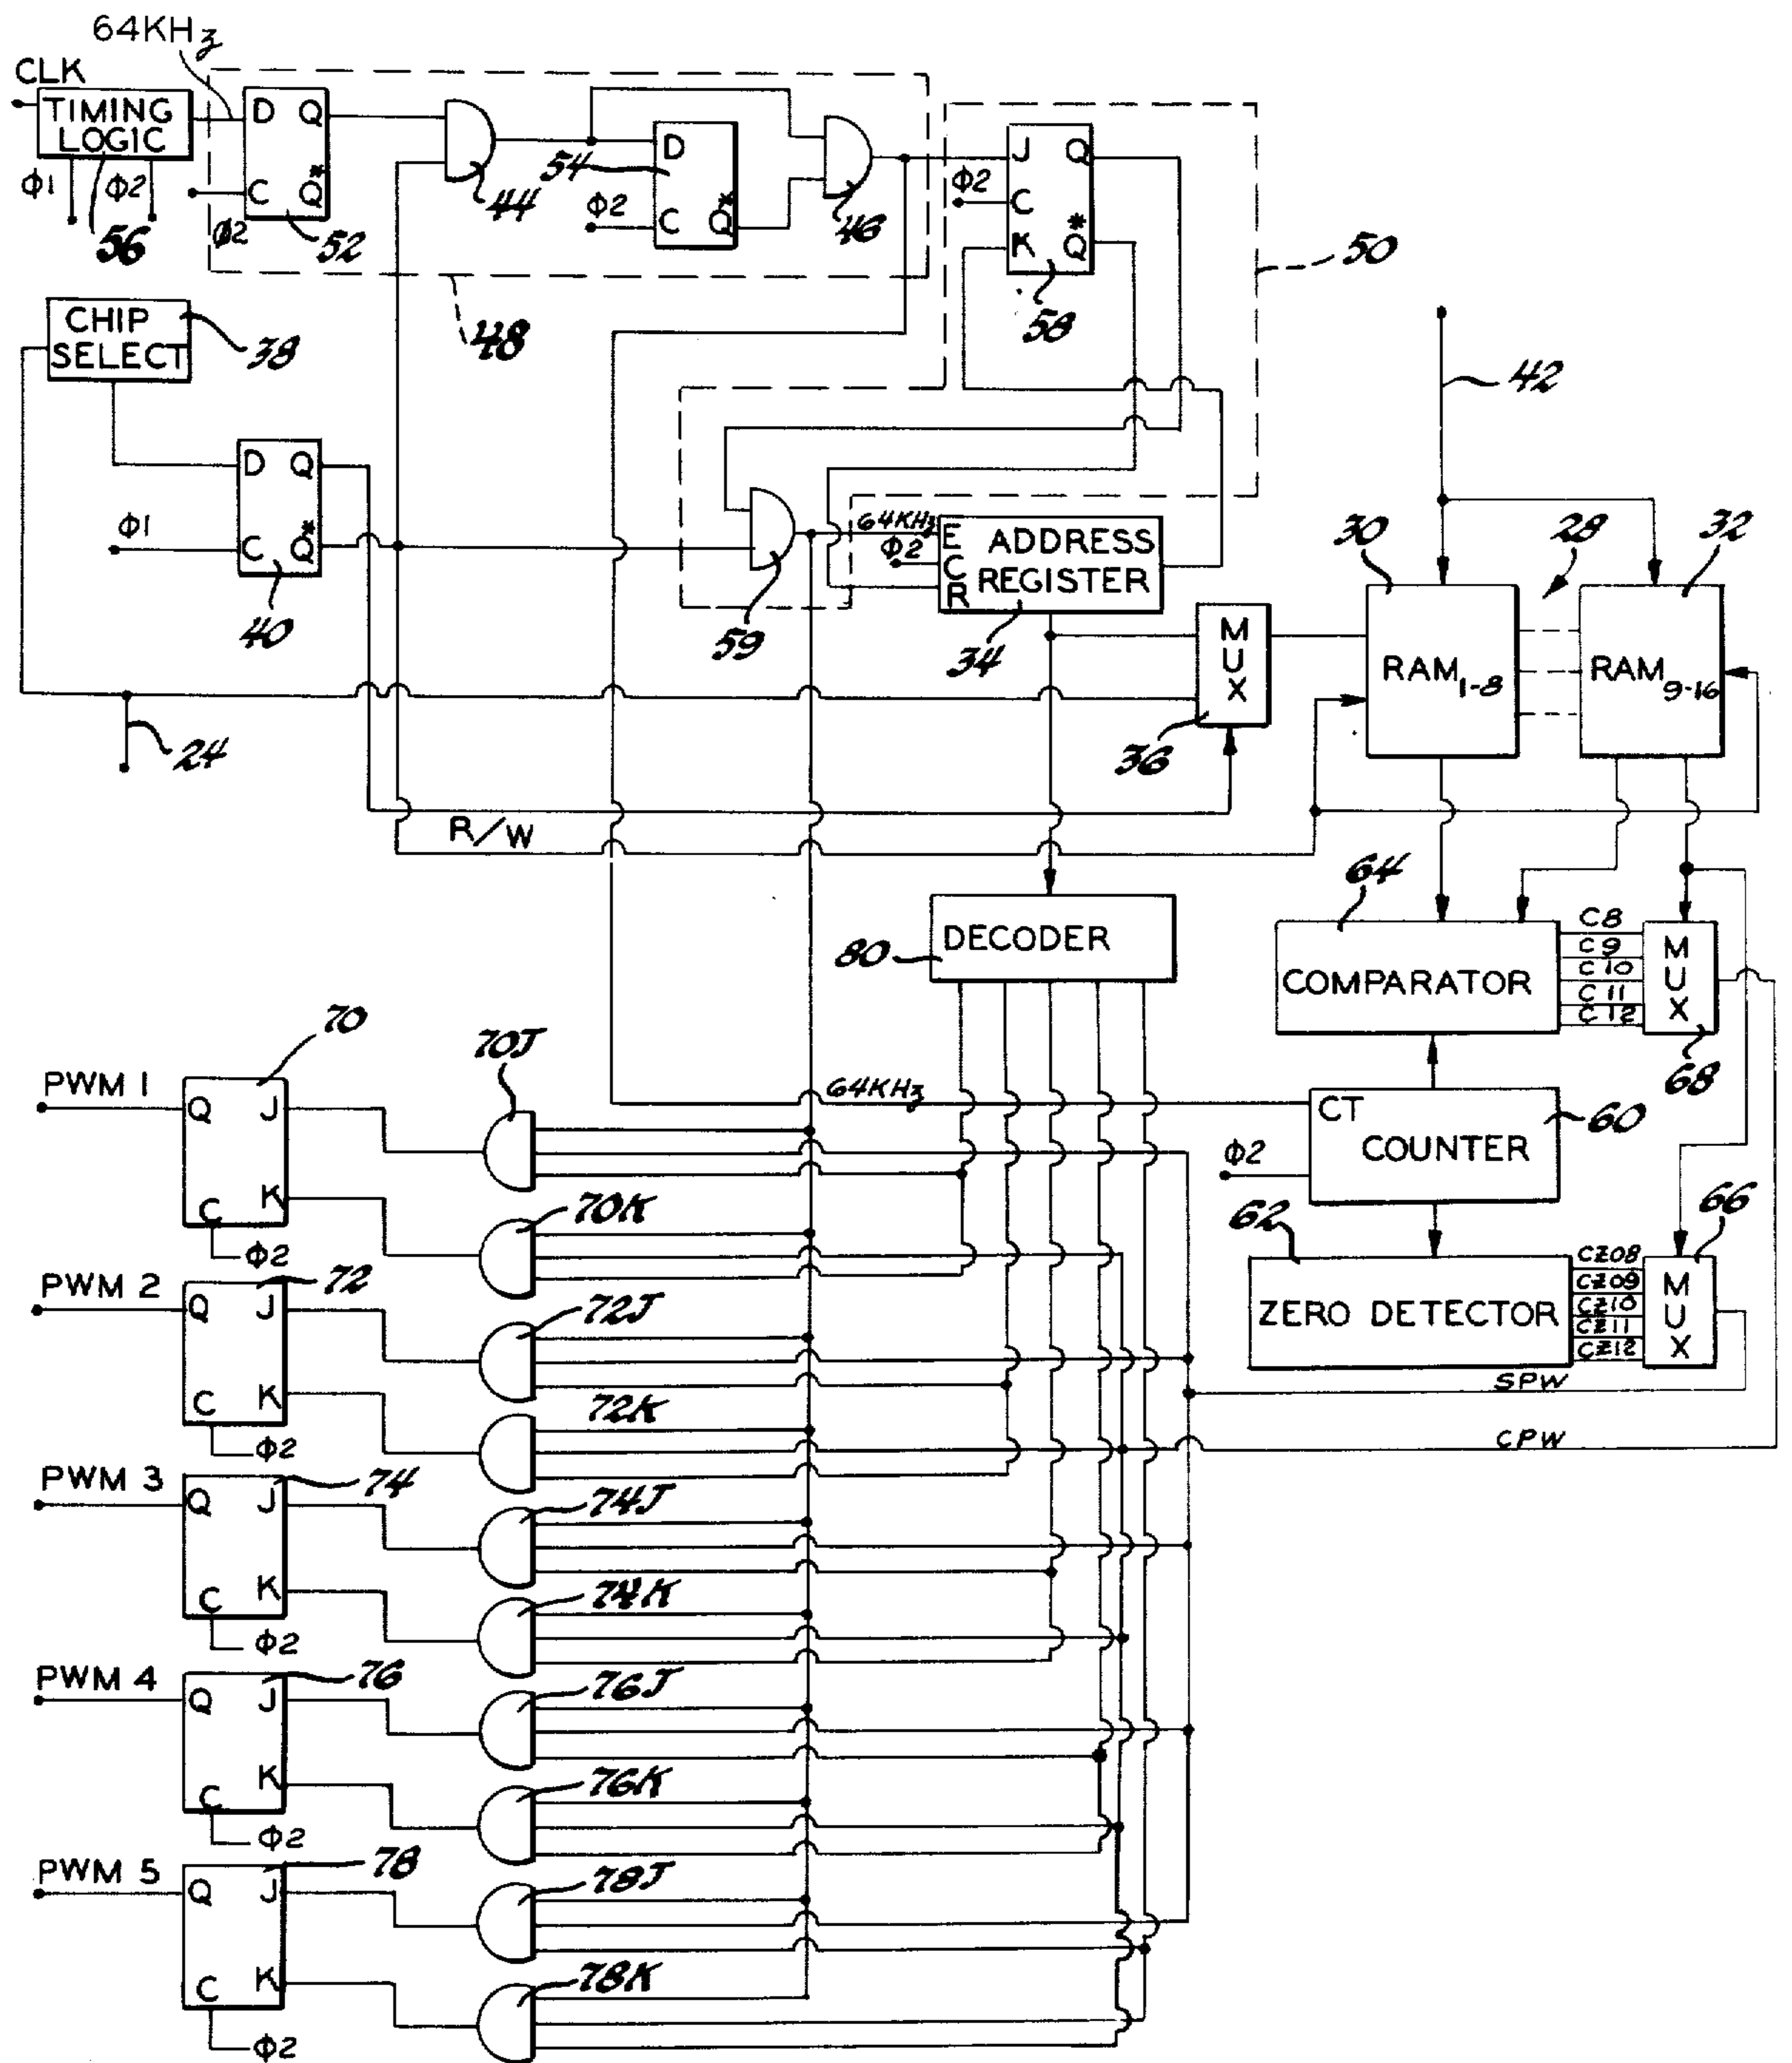 64KHz
CLK
TIMING
LOGIC
Φ1
Φ2
56
D
Q
C
Q*
Φ2
52
44
54
D
Φ2
C
Q*
46
48
J
Q
Φ2
C
K
Q*
58
50
CHIP
SELECT
38
D
Q
Φ1
C
Q*
40
42
59
64KHz
Φ2
E
C
R
ADDRESS
REGISTER
34
MUX
36
30
28
32
RAM1-8
RAM9-16
24
R/W
64
80
DECODER
COMPARATOR
C8
C9
C10
C11
C12
MUX
68
64KHz
CT
COUNTER
60
Φ2
62
66
ZERO DETECTOR
CZ08
CZ09
CZ10
CZ11
CZ12
MUX
SPW
CPW
PWM 1
70
Q
J
C
K
Φ2
70J
70K
PWM 2
72
Q
J
C
K
Φ2
72J
72K
PWM 3
74
Q
J
C
K
Φ2
74J
74K
PWM 4
76
Q
J
C
K
Φ2
76J
76K
PWM 5
78
Q
J
C
K
Φ2
78J
78K